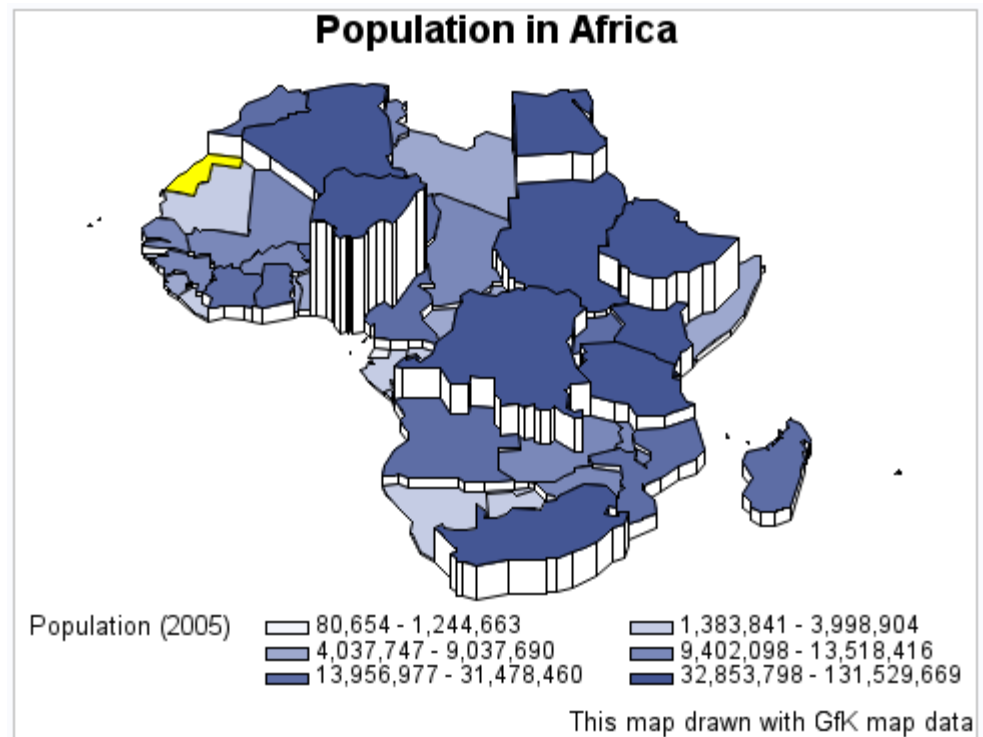 Population in Africa
Population (2005) 80,654 - 1,244,663 1,383,841 - 3,998,904
4,037,747 - 9,037,690 9,402,098 - 13,518,416
13,956,977 - 31,478,460 32,853,798 - 131,529,669
This map drawn with GfK map data